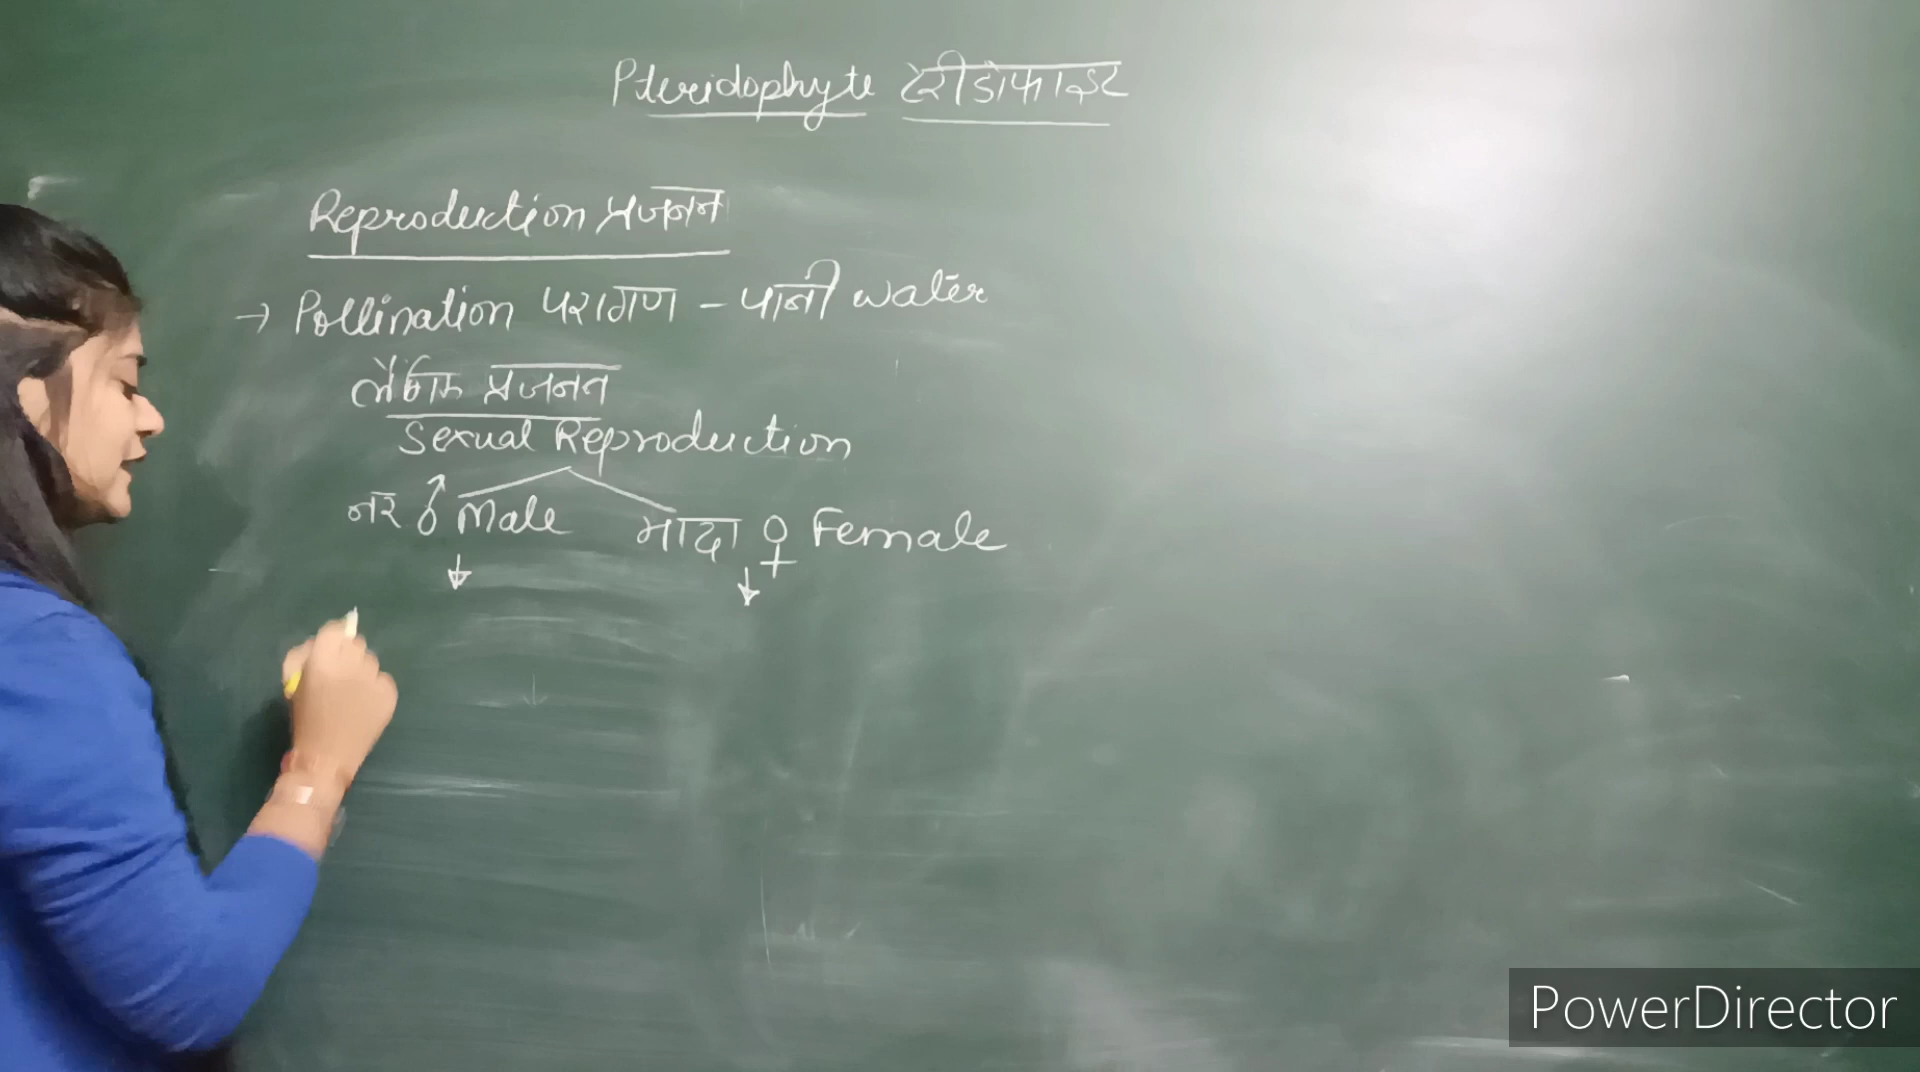 Pteridophyte टेरीडोफाइट
Reproduction प्रजनन
→ Pollination परागण - पानी water
लैंगिक प्रजनन
Sexual Reproduction
नर ♂ Male मादा ♀ Female
↓ ↓
PowerDirector